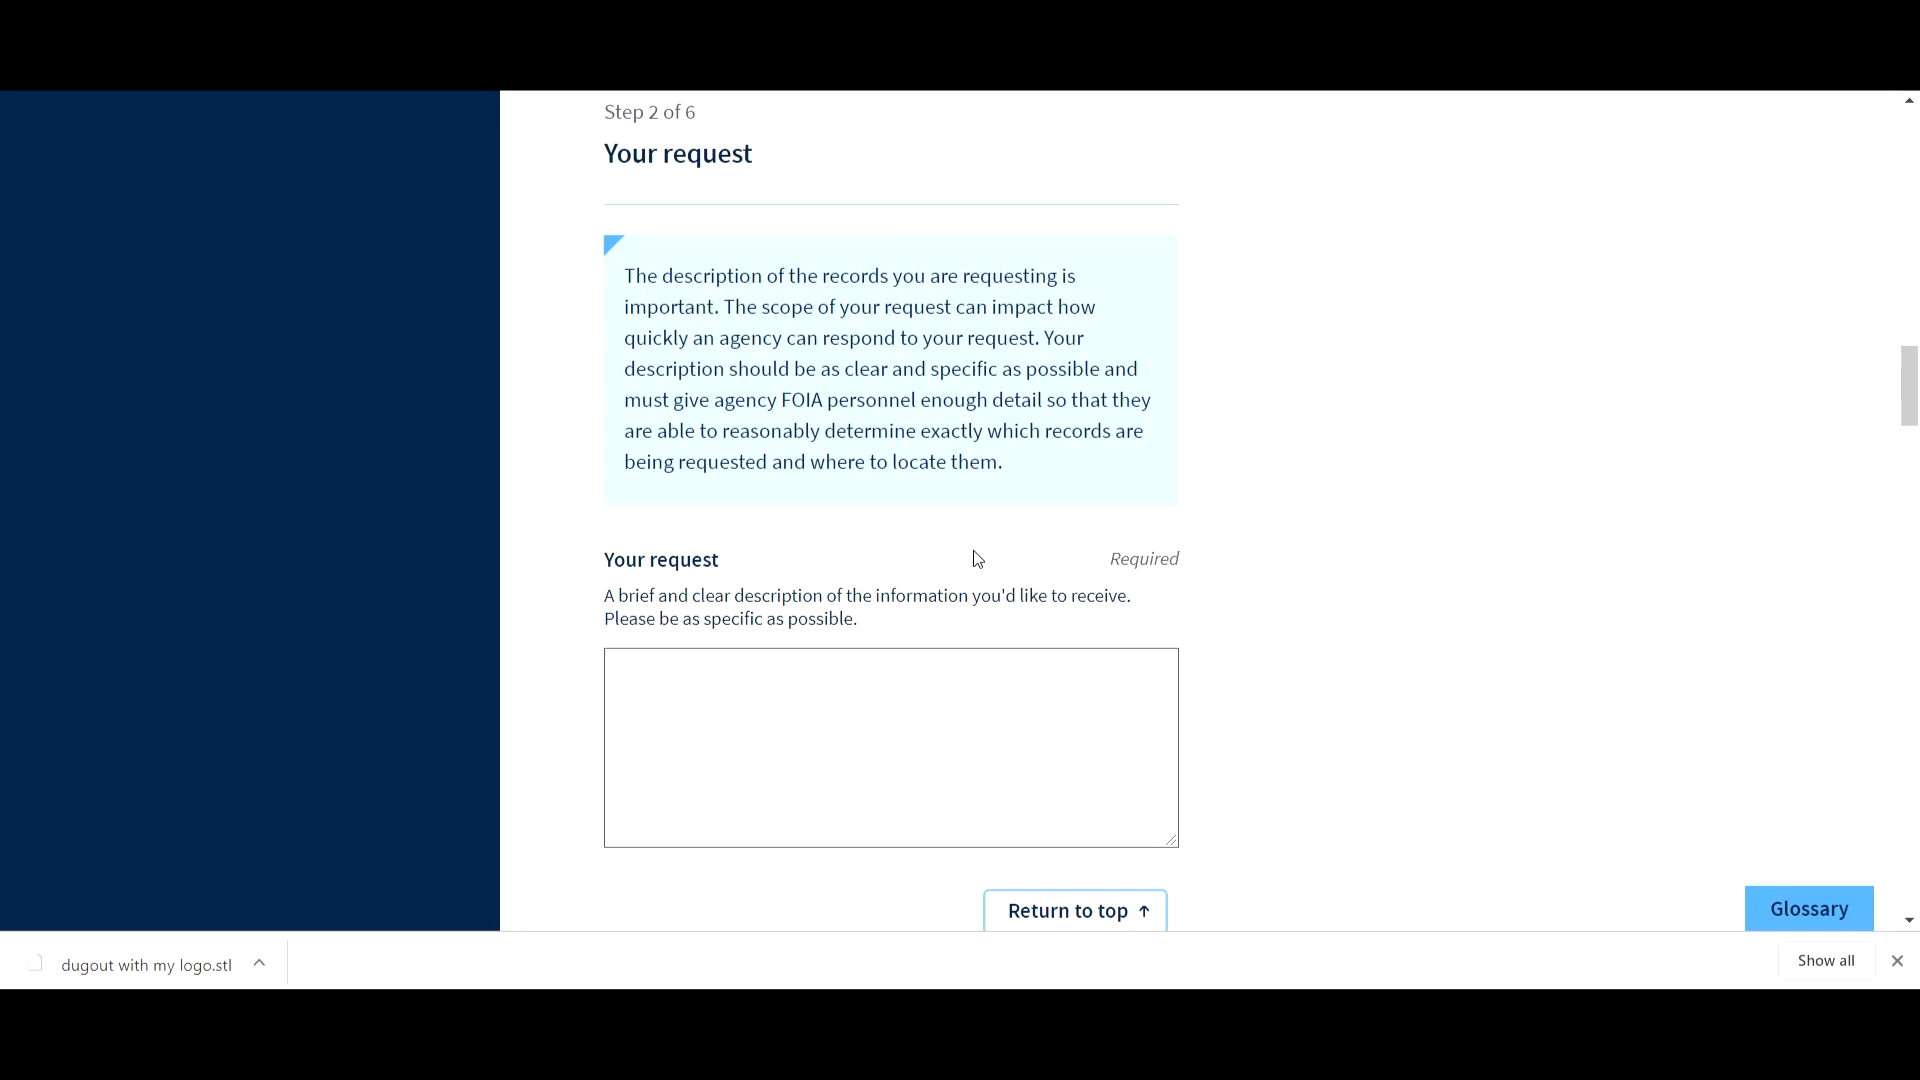 Step 2 of 6
Your request
The description of the records you are requesting is
important. The scope of your request can impact how
quickly an agency can respond to your request. Your
description should be as clear and specific as possible and
must give agency FOIA personnel enough detail so that they
are able to reasonably determine exactly which records are
being requested and where to locate them.
Your request
Required
A brief and clear description of the information you'd like to receive.
Please be as specific as possible.
Return to top ↑
Glossary
dugout with my logo.stl
Show all